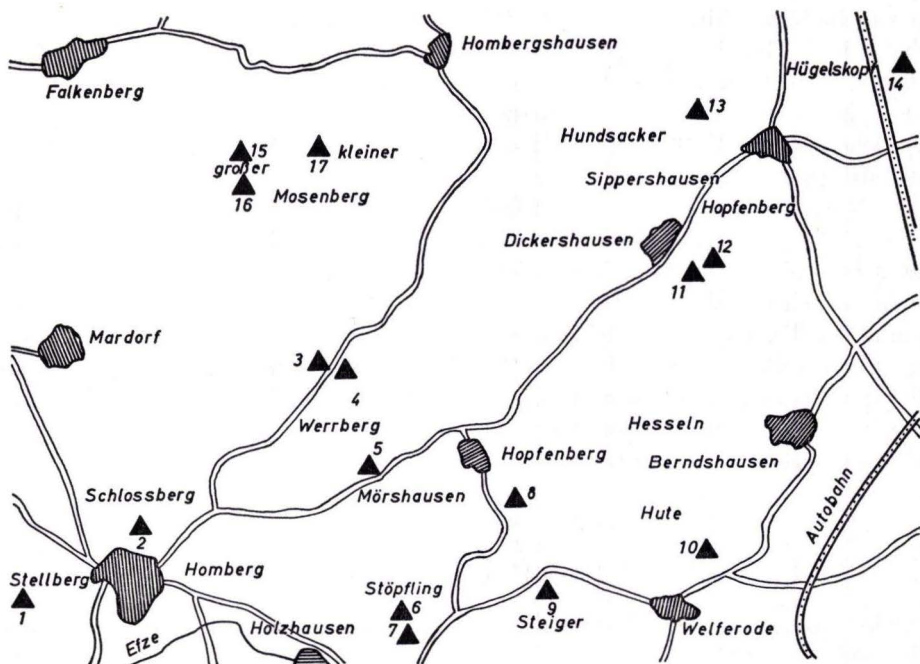 Hombergshausen
Falkenberg
Hügelskopf
14
13
Hundsacker
15
großer
16
17
kleiner
Mosenberg
Sippershausen
Hopfenberg
Dickershausen
12
11
Mardorf
3
4
Werrberg
5
Mörshausen
Hopfenberg
8
Hesseln
Berndshausen
Schlossberg
2
Hute
10
Autobahn
Stellberg
1
Homberg
Efze
Holzhausen
Stöpfling
6
7
9
Steiger
Welferode